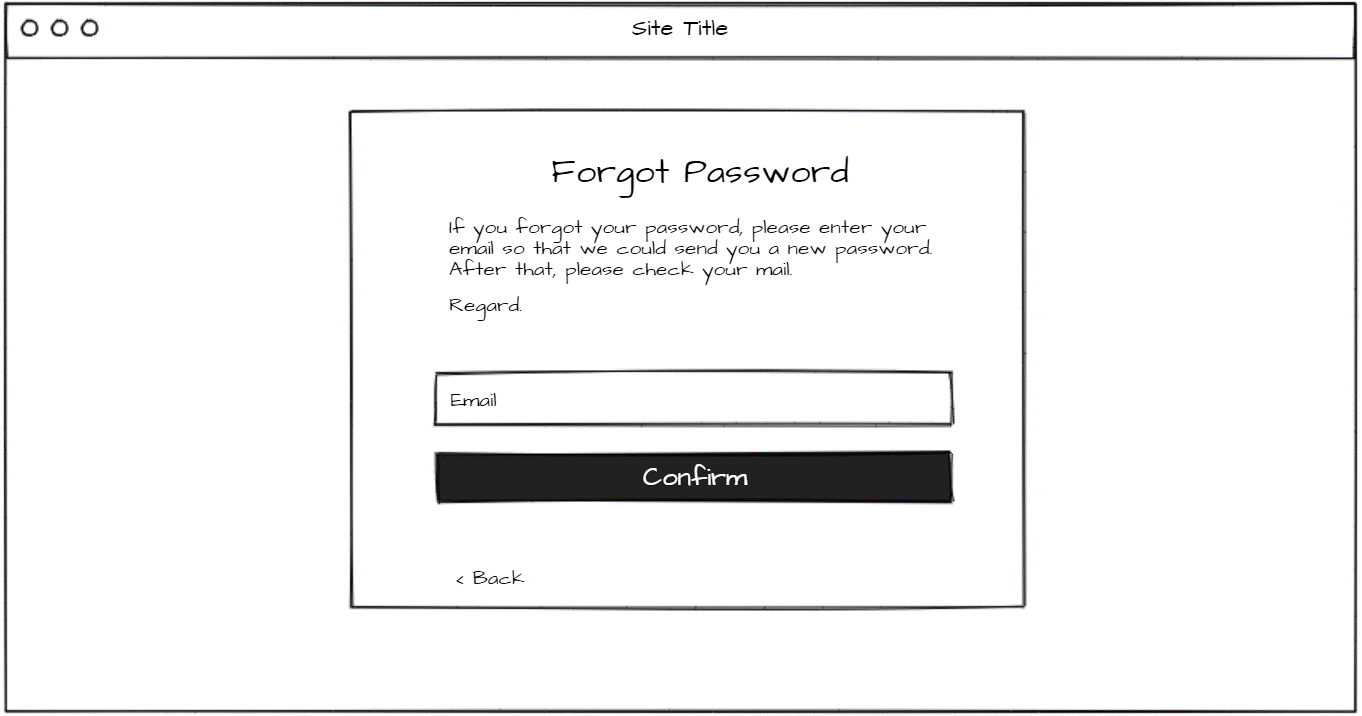 Site Title
Forgot Password
If you forgot your password, please enter your
email so that we could send you a new password.
After that, please check your mail.
Regard.
Email
Confirm
< Back